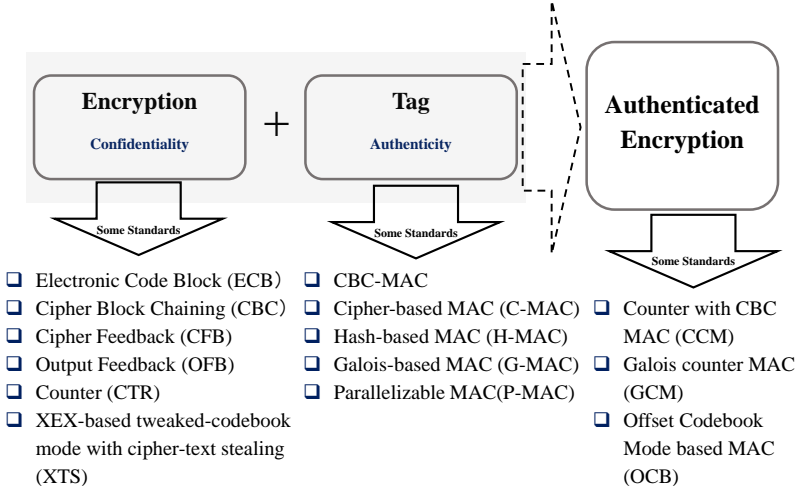 Encryption
Confidentiality
+
Tag
Authenticity
Authenticated
Encryption
Some Standards
Some Standards
Some Standards
❑ Electronic Code Block (ECB）
❑ Cipher Block Chaining (CBC）
❑ Cipher Feedback (CFB)
❑ Output Feedback (OFB)
❑ Counter (CTR)
❑ XEX-based tweaked-codebook
mode with cipher-text stealing
(XTS)
❑ CBC-MAC
❑ Cipher-based MAC (C-MAC)
❑ Hash-based MAC (H-MAC)
❑ Galois-based MAC (G-MAC)
❑ Parallelizable MAC(P-MAC)
❑ Counter with CBC
MAC (CCM)
❑ Galois counter MAC
(GCM)
❑ Offset Codebook
Mode based MAC
(OCB)